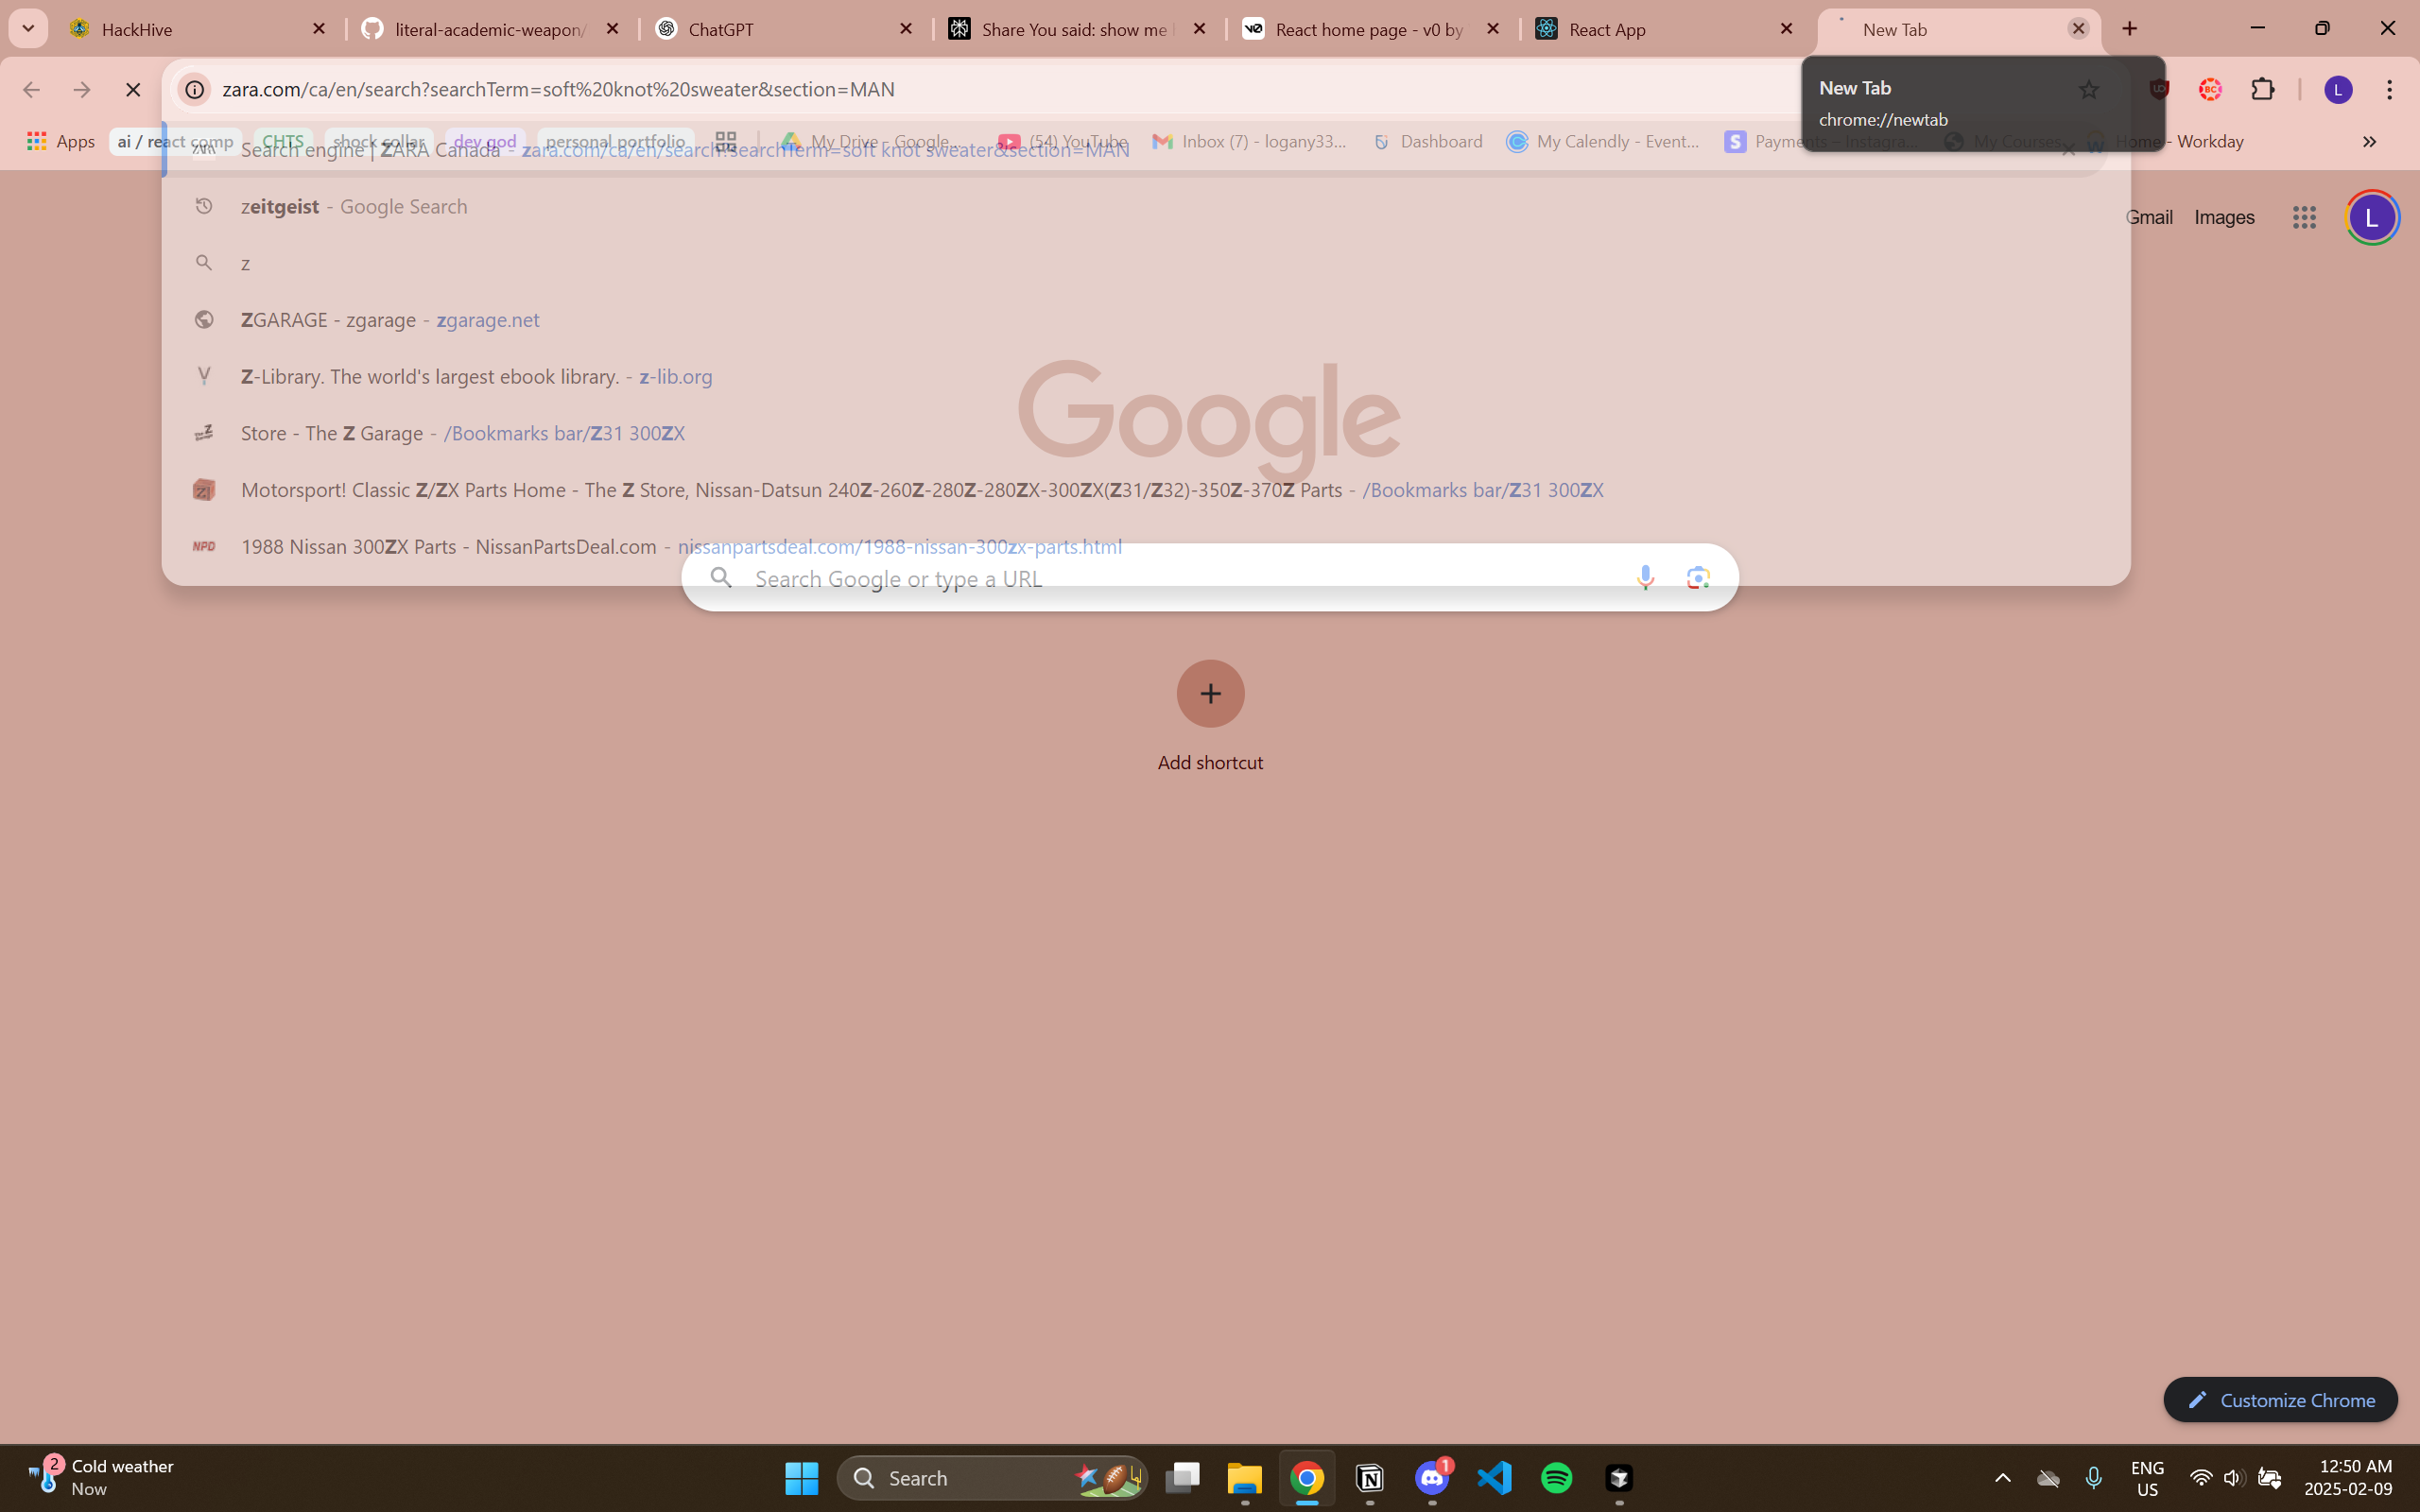 HackHive
literal-academic-weapon/
ChatGPT
Share You said: show me
React home page - v0 by
React App
New Tab
zara.com/ca/en/search?searchTerm=soft%20knot%20sweater&section=MAN
New Tab
chrome://newtab
Apps
ai / react comp
CHTS
shock collar
dev god
personal portfolio
My Drive - Google...
(54) YouTube
Inbox (7) - logany33...
Dashboard
My Calendly - Event...
Payments – Instagra...
My Courses
Home - Workday
Search engine | ZARA Canada - zara.com/ca/en/search?searchTerm=soft knot sweater&section=MAN
zeitgeist - Google Search
z
ZGARAGE - zgarage - zgarage.net
Z-Library. The world's largest ebook library. - z-lib.org
Store - The Z Garage - /Bookmarks bar/Z31 300ZX
Motorsport! Classic Z/ZX Parts Home - The Z Store, Nissan-Datsun 240Z-260Z-280Z-280ZX-300ZX(Z31/Z32)-350Z-370Z Parts - /Bookmarks bar/Z31 300ZX
NPD
1988 Nissan 300ZX Parts - NissanPartsDeal.com - nissanpartsdeal.com/1988-nissan-300zx-parts.html
Gmail
Images
L
Google
Search Google or type a URL
Add shortcut
Customize Chrome
2
Cold weather
Now
Search
1
ENG
US
12:50 AM
2025-02-09